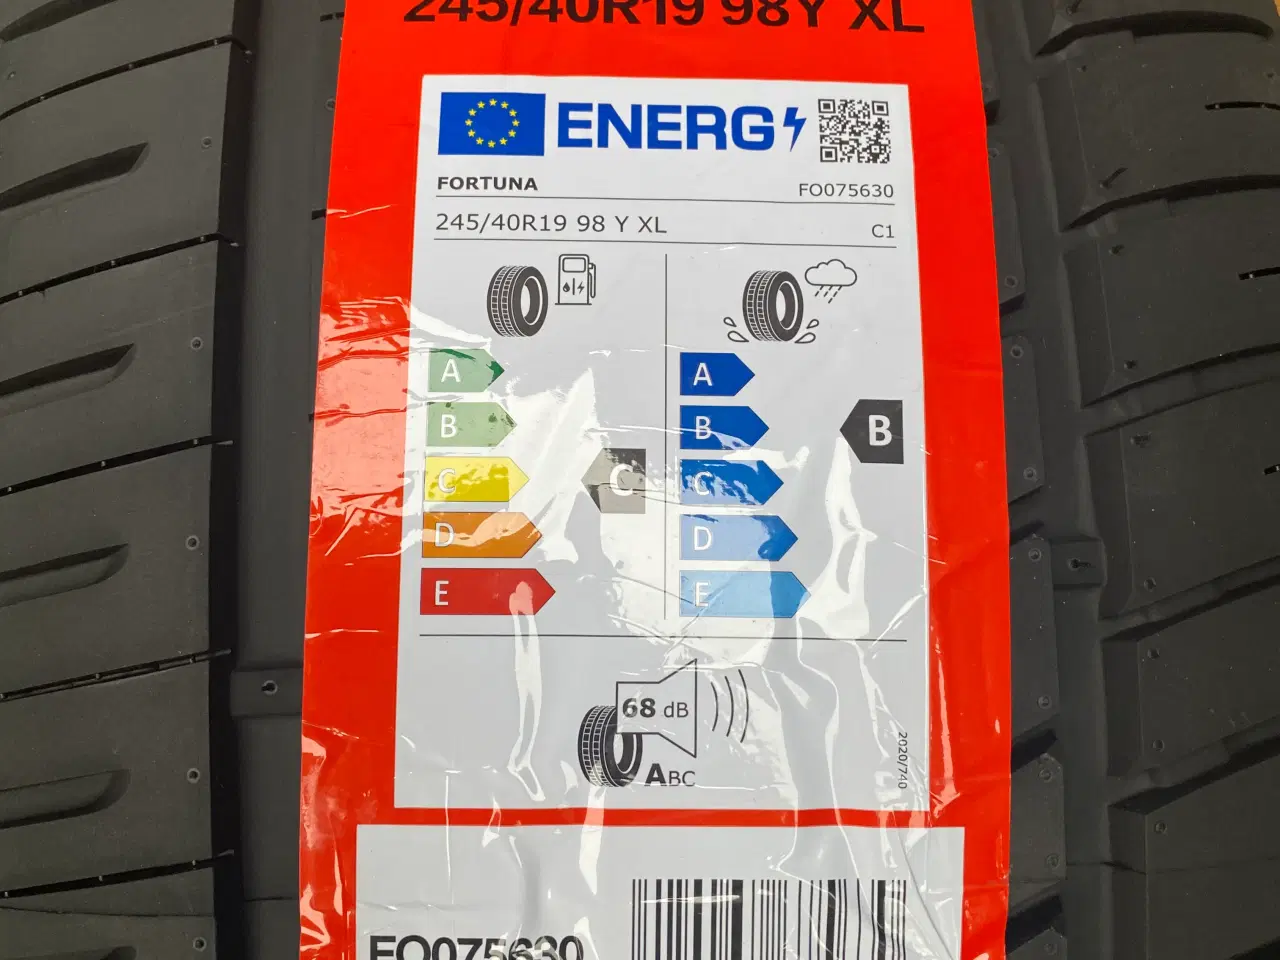 245/40R19 98Y XL
ENERG
FORTUNA
FO075630
245/40R19 98 Y XL
C1
A
B
C
D
E
C
A
B
C
D
E
B
68 dB
ABC
2020/740
FO075630